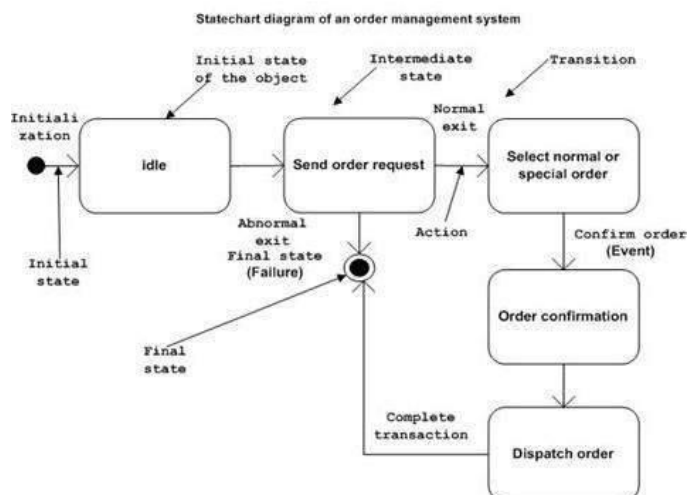 Statechart diagram of an order management system
Initial state
of the object
Intermediate
state
Transition
Initiali
zation
Normal
exit
idle
Send order request
Select normal or
special order
Initial
state
Abnormal
exit
Final state
(Failure)
Action
Confirm order
(Event)
Order confirmation
Final
state
Complete
transaction
Dispatch order